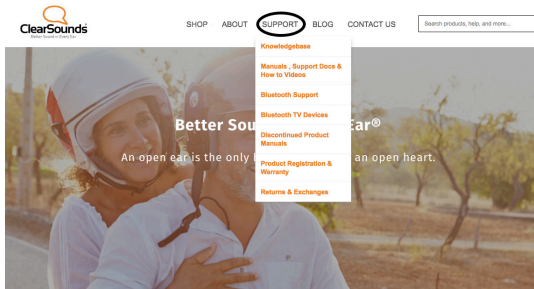 ClearSounds
Better Sound in Every Ear
SHOP ABOUT SUPPORT BLOG CONTACT US
Search products, help, and more...
Knowledgebase
Manuals , Support Docs &
How to Videos
Bluetooth Support
Bluetooth TV Devices
Discontinued Product
Manuals
Product Registration &
Warranty
Returns & Exchanges
Better Sou Ear®
An open ear is the only an open heart.